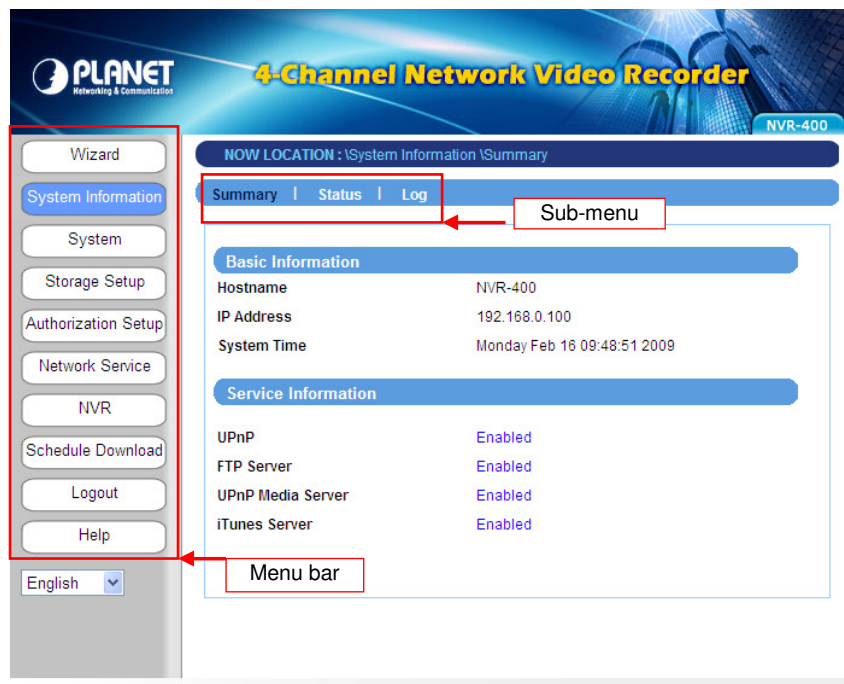 PLANET
Networking & Communication
4-Channel Network Video Recorder
NVR-400
Wizard
System Information
System
Storage Setup
Authorization Setup
Network Service
NVR
Schedule Download
Logout
Help
English
Menu bar
NOW LOCATION : \System Information \Summary
Summary | Status | Log
Sub-menu
Basic Information
Hostname NVR-400
IP Address 192.168.0.100
System Time Monday Feb 16 09:48:51 2009
Service Information
UPnP Enabled
FTP Server Enabled
UPnP Media Server Enabled
iTunes Server Enabled